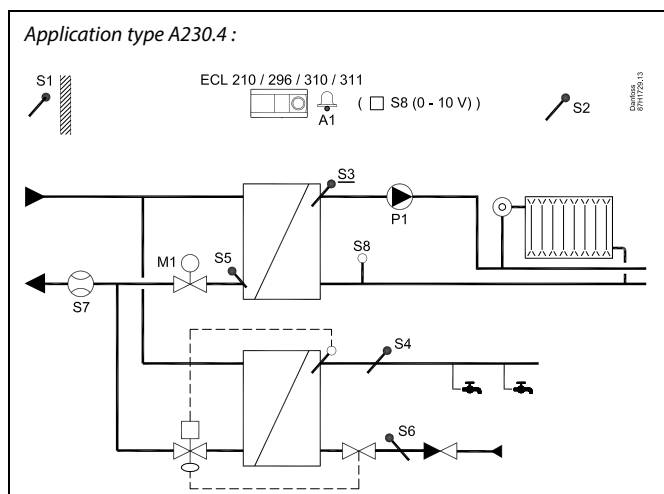 Application type A230.4 :
S1
ECL 210 / 296 / 310 / 311
A1
( □ S8 (0 - 10 V) )
S2
Danfoss
87H1729.13
S3
P1
M1
S5
S8
S7
S4
S6